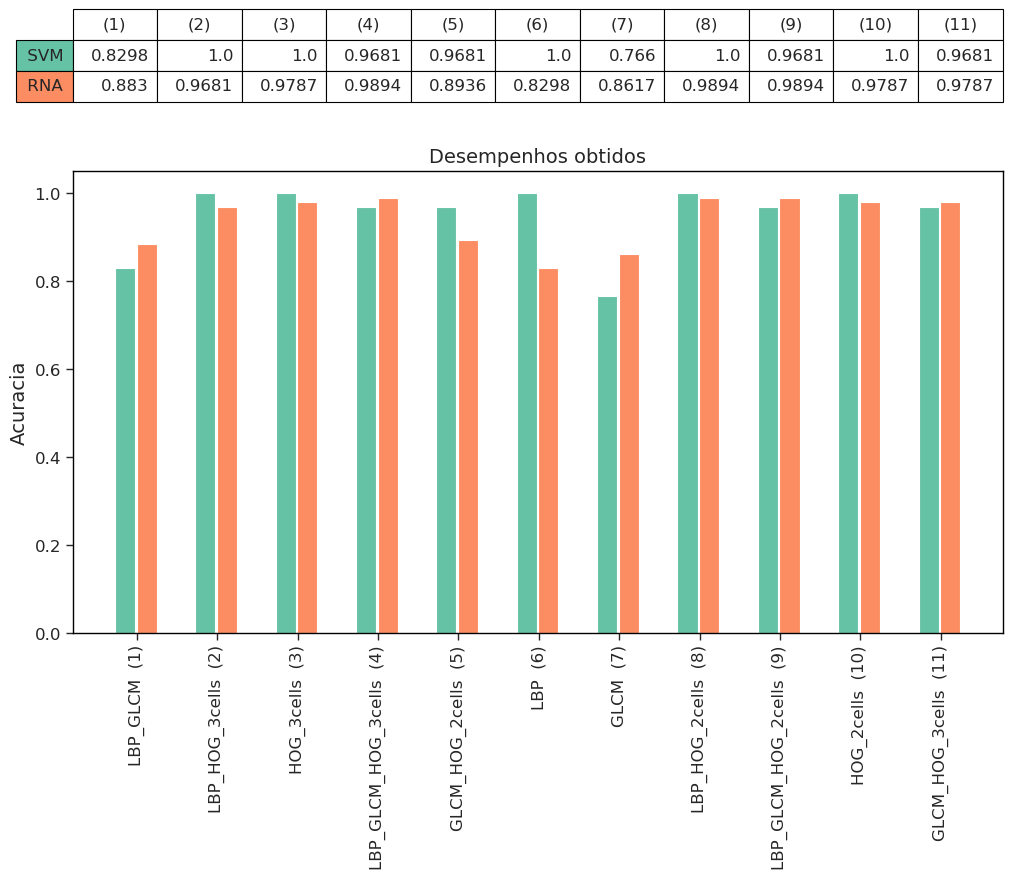 (1) (2) (3) (4) (5) (6) (7) (8) (9) (10) (11)
SVM 0.8298 1.0 1.0 0.9681 0.9681 1.0 0.766 1.0 0.9681 1.0 0.9681
RNA 0.883 0.9681 0.9787 0.9894 0.8936 0.8298 0.8617 0.9894 0.9894 0.9787 0.9787
Desempenhos obtidos
Acuracia
1.0
0.8
0.6
0.4
0.2
0.0
LBP_GLCM (1)
LBP_HOG_3cells (2)
HOG_3cells (3)
LBP_GLCM_HOG_3cells (4)
GLCM_HOG_2cells (5)
LBP (6)
GLCM (7)
LBP_HOG_2cells (8)
LBP_GLCM_HOG_2cells (9)
HOG_2cells (10)
GLCM_HOG_3cells (11)